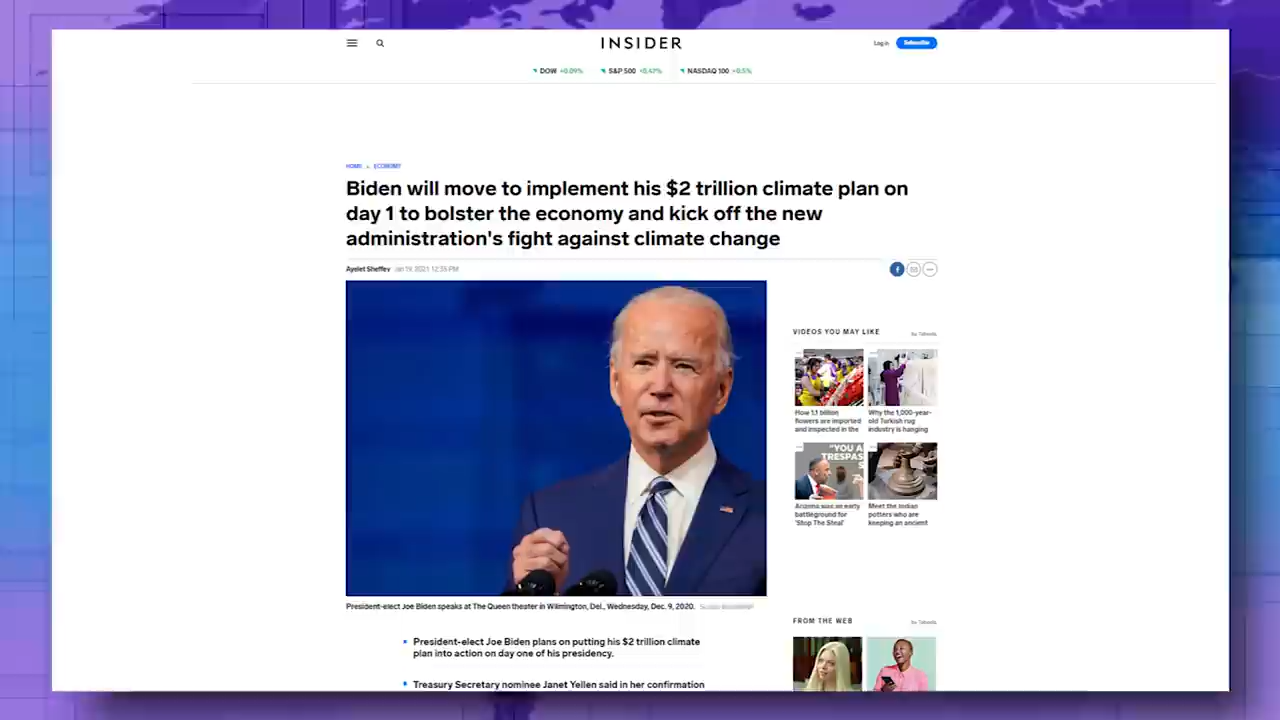 INSIDER
Log in
Subscribe
DOW +0.09% S&P 500 +0.47% NASDAQ 100 +0.5%
HOME ECONOMY
Biden will move to implement his $2 trillion climate plan on
day 1 to bolster the economy and kick off the new
administration's fight against climate change
Ayelet Sheffey Jan 19, 2021, 12:35 PM
VIDEOS YOU MAY LIKE
by Taboola
How 1.1 billion
flowers are imported
and inspected in the
Why the 1,000-year-
old Turkish rug
industry is hanging
"YOU A
TRESPAS
S
Arizona was an early
battleground for
'Stop The Steal'
Meet the Indian
potters who are
keeping an ancient
President-elect Joe Biden speaks at The Queen theater in Wilmington, Del., Wednesday, Dec. 9, 2020.
FROM THE WEB
by Taboola
President-elect Joe Biden plans on putting his $2 trillion climate
plan into action on day one of his presidency.
Treasury Secretary nominee Janet Yellen said in her confirmation